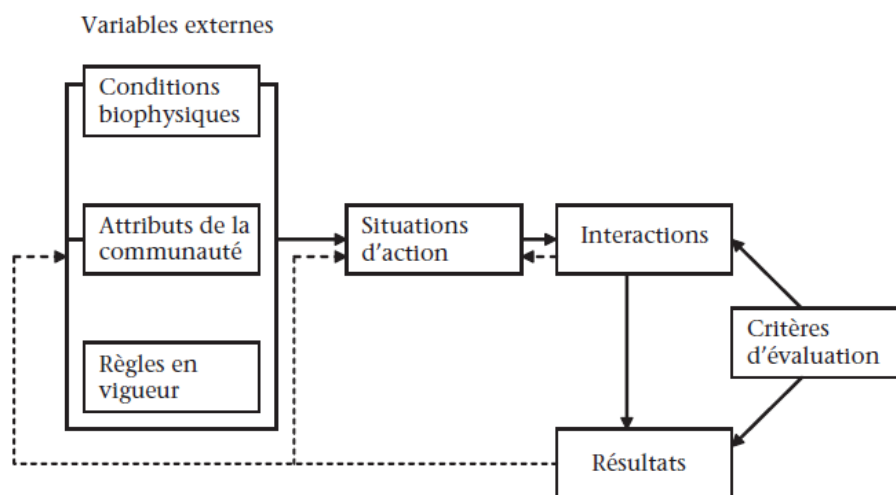 Variables externes
Conditions
biophysiques
Attributs de la
communauté
Règles en
vigueur
Situations
d'action
Interactions
Critères
d'évaluation
Résultats